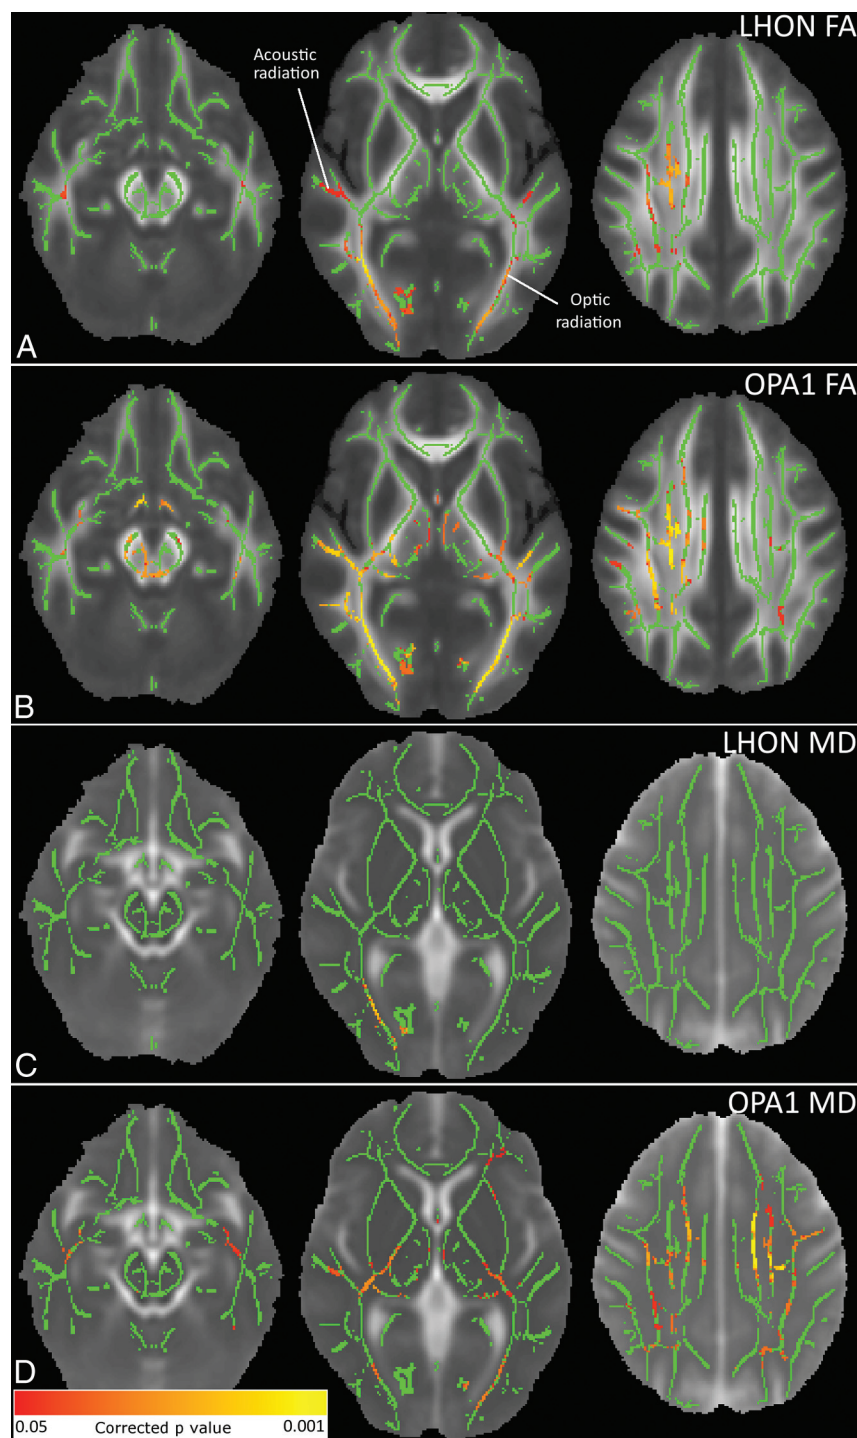 LHON FA
Acoustic
radiation
Optic
radiation
A
OPA1 FA
B
LHON MD
C
OPA1 MD
D
0.05 Corrected p value 0.001